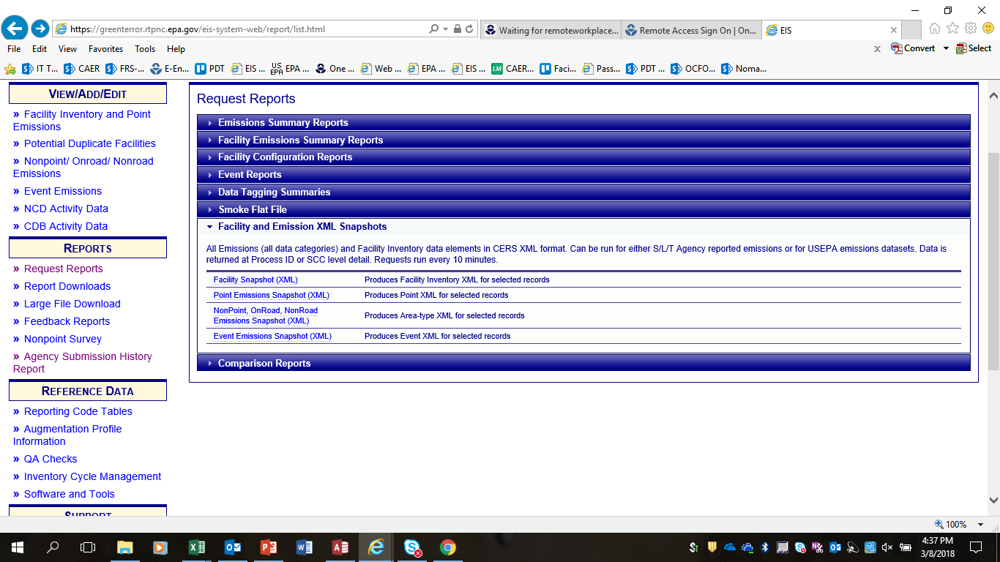 https://greenterror.rtpnc.epa.gov/eis-system-web/report/list.html
Waiting for remoteworkplace...
Remote Access Sign On | On...
EIS
File Edit View Favorites Tools Help
Convert Select
IT T... CAER FRS-... E-En... PDT EIS ... US EPA EPA ... One ... Web ... EPA ... EIS ... LM CAER... Faci... Pass... PDT ... OCFO... Noma...
VIEW/ADD/EDIT
» Facility Inventory and Point
Emissions
» Potential Duplicate Facilities
» Nonpoint/ Onroad/ Nonroad
Emissions
» Event Emissions
» NCD Activity Data
» CDB Activity Data
REPORTS
» Request Reports
» Report Downloads
» Large File Download
» Feedback Reports
» Nonpoint Survey
» Agency Submission History
Report
REFERENCE DATA
» Reporting Code Tables
» Augmentation Profile
Information
» QA Checks
» Inventory Cycle Management
» Software and Tools
SUPPORT
Request Reports
Emissions Summary Reports
Facility Emissions Summary Reports
Facility Configuration Reports
Event Reports
Data Tagging Summaries
Smoke Flat File
Facility and Emission XML Snapshots
All Emissions (all data categories) and Facility Inventory data elements in CERS XML format. Can be run for either S/L/T Agency reported emissions or for USEPA emissions datasets. Data is
returned at Process ID or SCC level detail. Requests run every 10 minutes.
Facility Snapshot (XML) Produces Facility Inventory XML for selected records
Point Emissions Snapshot (XML) Produces Point XML for selected records
NonPoint, OnRoad, NonRoad
Emissions Snapshot (XML) Produces Area-type XML for selected records
Event Emissions Snapshot (XML) Produces Event XML for selected records
Comparison Reports
100%
4:37 PM
3/8/2018